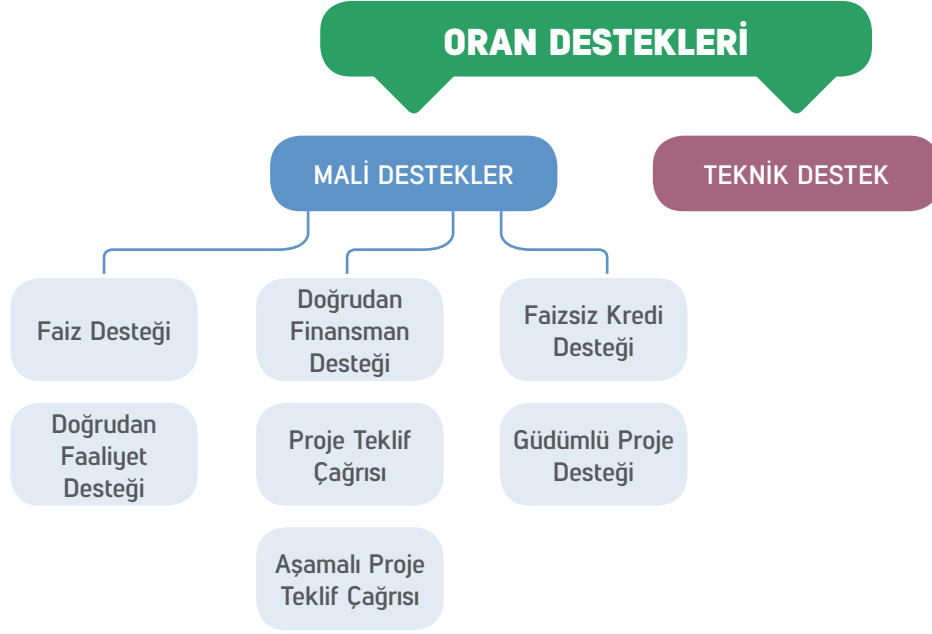 ORAN DESTEKLERİ
MALİ DESTEKLER
TEKNİK DESTEK
Faiz Desteği
Doğrudan
Finansman
Desteği
Faizsiz Kredi
Desteği
Doğrudan
Faaliyet
Desteği
Proje Teklif
Çağrısı
Güdümlü Proje
Desteği
Aşamalı Proje
Teklif Çağrısı